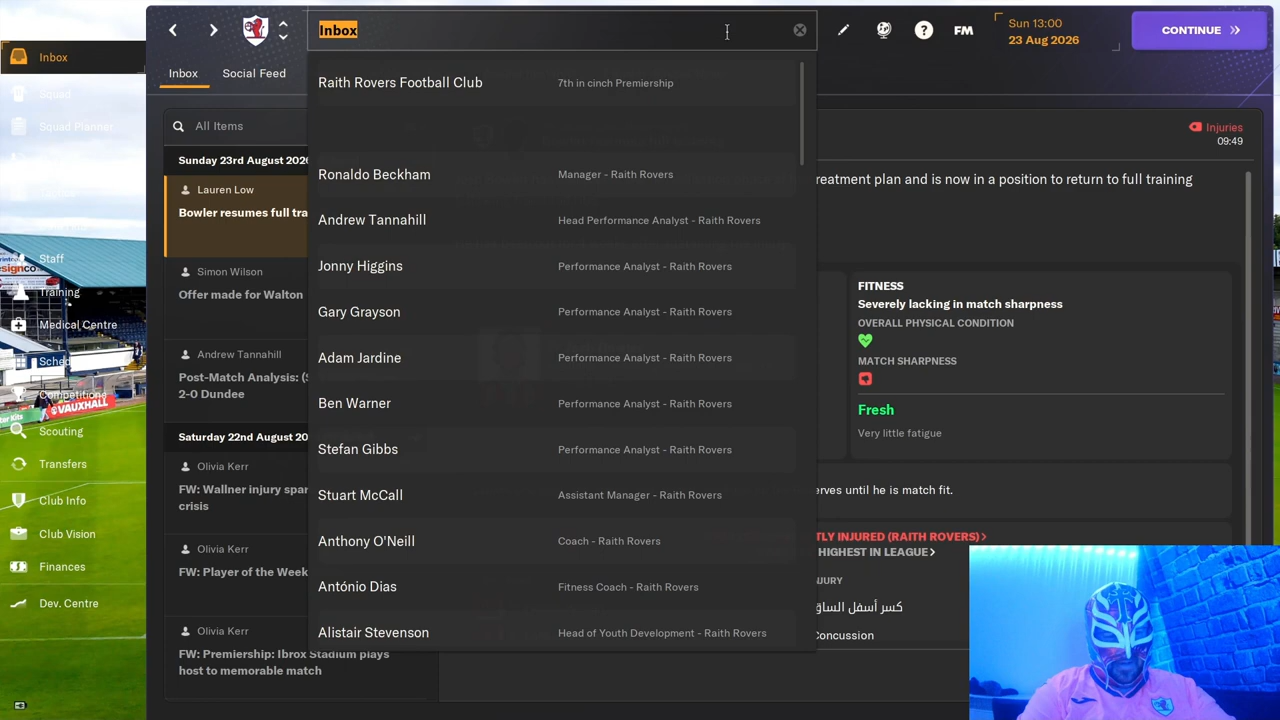 Inbox
Sun 13:00
23 Aug 2026
CONTINUE
FM
Inbox
Social Feed
Inbox
Squad
Squad Planner
Staff
Training
Medical Centre
Sched
Competitions
Scouting
Transfers
Club Info
Club Vision
Finances
Dev. Centre
VAUXHALL
All Items
Sunday 23rd August 202
Lauren Low
Bowler resumes full tra
Simon Wilson
Offer made for Walton
Andrew Tannahill
Post-Match Analysis: (S
2-0 Dundee
Saturday 22nd August 20
Olivia Kerr
FW: Wallner injury spar
crisis
Olivia Kerr
FW: Player of the Week
Olivia Kerr
FW: Premiership: Ibrox Stadium plays
host to memorable match
Raith Rovers Football Club 7th in cinch Premiership
Ronaldo Beckham Manager - Raith Rovers
Andrew Tannahill Head Performance Analyst - Raith Rovers
Jonny Higgins Performance Analyst - Raith Rovers
Gary Grayson Performance Analyst - Raith Rovers
Adam Jardine Performance Analyst - Raith Rovers
Ben Warner Performance Analyst - Raith Rovers
Stefan Gibbs Performance Analyst - Raith Rovers
Stuart McCall Assistant Manager - Raith Rovers
Anthony O'Neill Coach - Raith Rovers
António Dias Fitness Coach - Raith Rovers
Alistair Stevenson Head of Youth Development - Raith Rovers
Injuries
09:49
reatment plan and is now in a position to return to full training
FITNESS
Severely lacking in match sharpness
OVERALL PHYSICAL CONDITION
MATCH SHARPNESS
Fresh
Very little fatigue
erves until he is match fit.
TLY INJURED (RAITH ROVERS)
HIGHEST IN LEAGUE
JURY
كسر أسفل الساق
Concussion